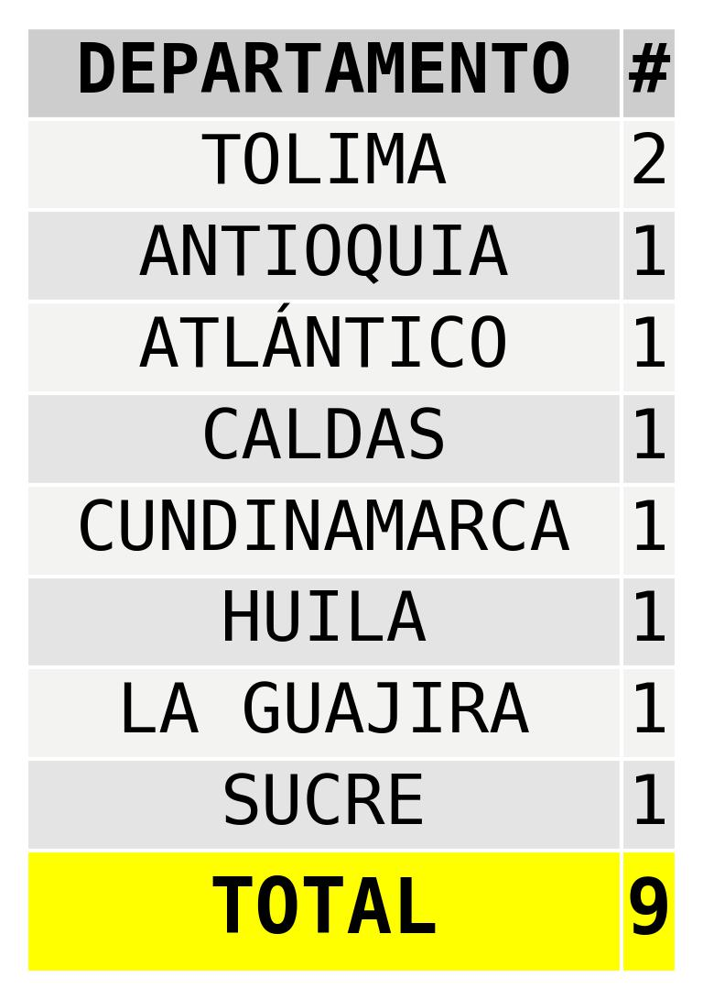 DEPARTAMENTO #
TOLIMA 2
ANTIOQUIA 1
ATLÁNTICO 1
CALDAS 1
CUNDINAMARCA 1
HUILA 1
LA GUAJIRA 1
SUCRE 1
TOTAL 9